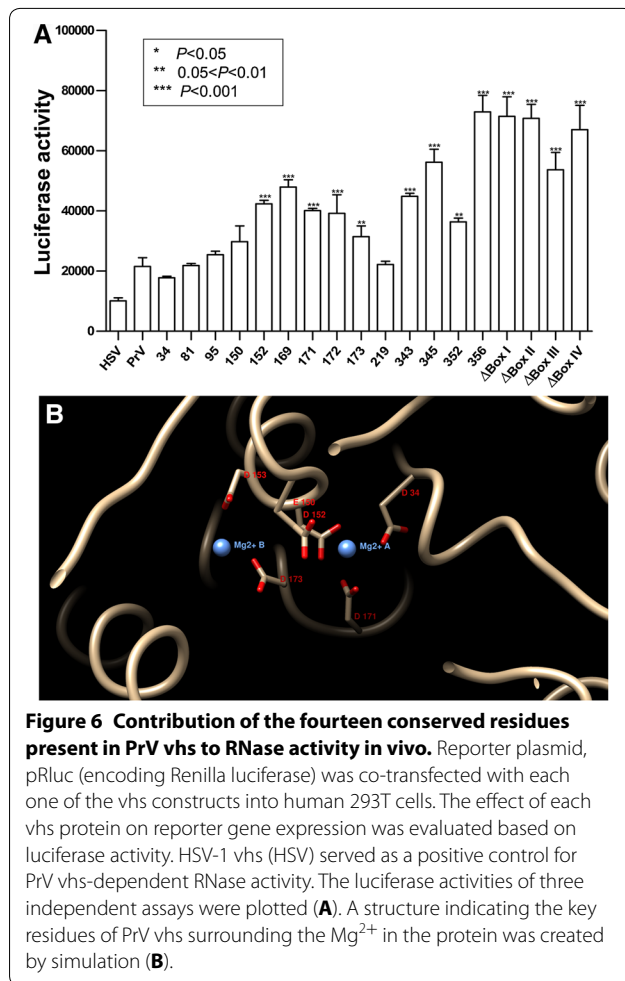 A
Luciferase activity
100000
80000
60000
40000
20000
0
* P<0.05
** 0.05<P<0.01
*** P<0.001
*** *** *** *** ** *** *** ** *** *** *** *** ***
HSV PrV 34 81 95 150 152 169 171 172 173 219 343 345 352 356 ΔBox I ΔBox II ΔBox III ΔBox IV
B
D 34
D 152
Mg2+ B
Mg2+ A
D 173
D 171
Figure 6 Contribution of the fourteen conserved residues
present in PrV vhs to RNase activity in vivo. Reporter plasmid,
pRluc (encoding Renilla luciferase) was co-transfected with each
one of the vhs constructs into human 293T cells. The effect of each
vhs protein on reporter gene expression was evaluated based on
luciferase activity. HSV-1 vhs (HSV) served as a positive control for
PrV vhs-dependent RNase activity. The luciferase activities of three
independent assays were plotted (A). A structure indicating the key
residues of PrV vhs surrounding the Mg2+ in the protein was created
by simulation (B).